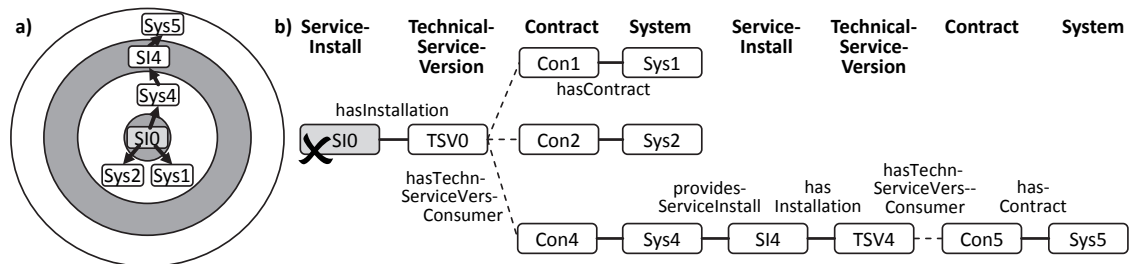 a)
Sys5
SI4
Sys4
SI0
Sys2
Sys1
b)
Service-
Install
Technical-
Service-
Version
Contract
System
Service-
Install
Technical-
Service-
Version
Contract
System
Con1
Sys1
hasContract
hasInstallation
SI0
TSV0
Con2
Sys2
hasTechn-
ServiceVers-
Consumer
provides-
ServiceInstall
has
Installation
hasTechn-
ServiceVers--
Consumer
has-
Contract
Con4
Sys4
SI4
TSV4
Con5
Sys5